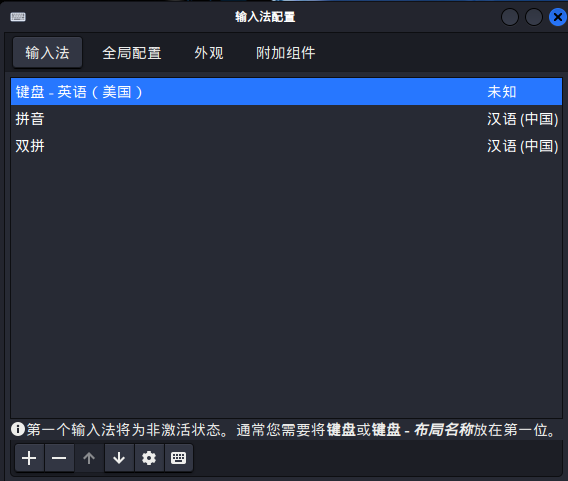 输入法配置
输入法 全局配置 外观 附加组件
键盘 - 英语（美国） 未知
拼音 汉语 (中国)
双拼 汉语 (中国)
第一个输入法将为非激活状态。通常您需要将键盘或键盘 - 布局名称放在第一位。